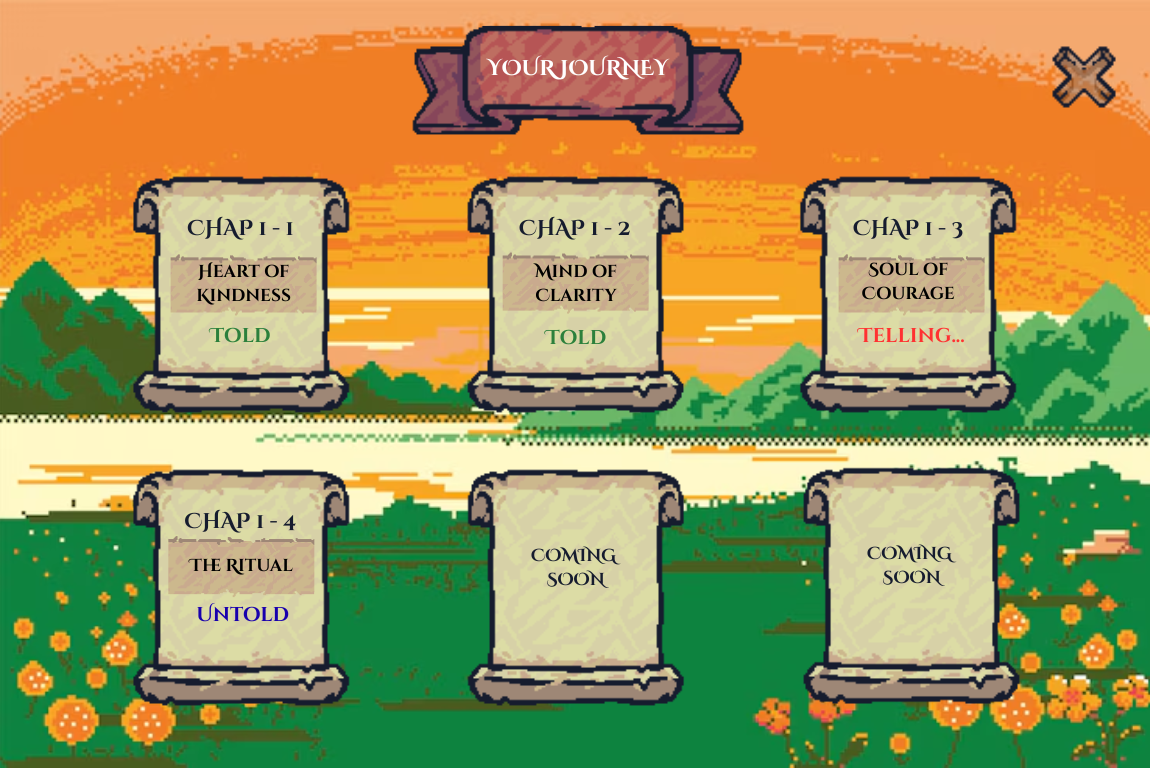 YOUR JOURNEY
CHAP 1 - 1
HEART OF
KINDNESS
TOLD
CHAP 1 - 2
MIND OF
CLARITY
TOLD
CHAP 1 - 3
SOUL OF
COURAGE
TELLING...
CHAP 1 - 4
THE RITUAL
UNTOLD
COMING
SOON
COMING
SOON